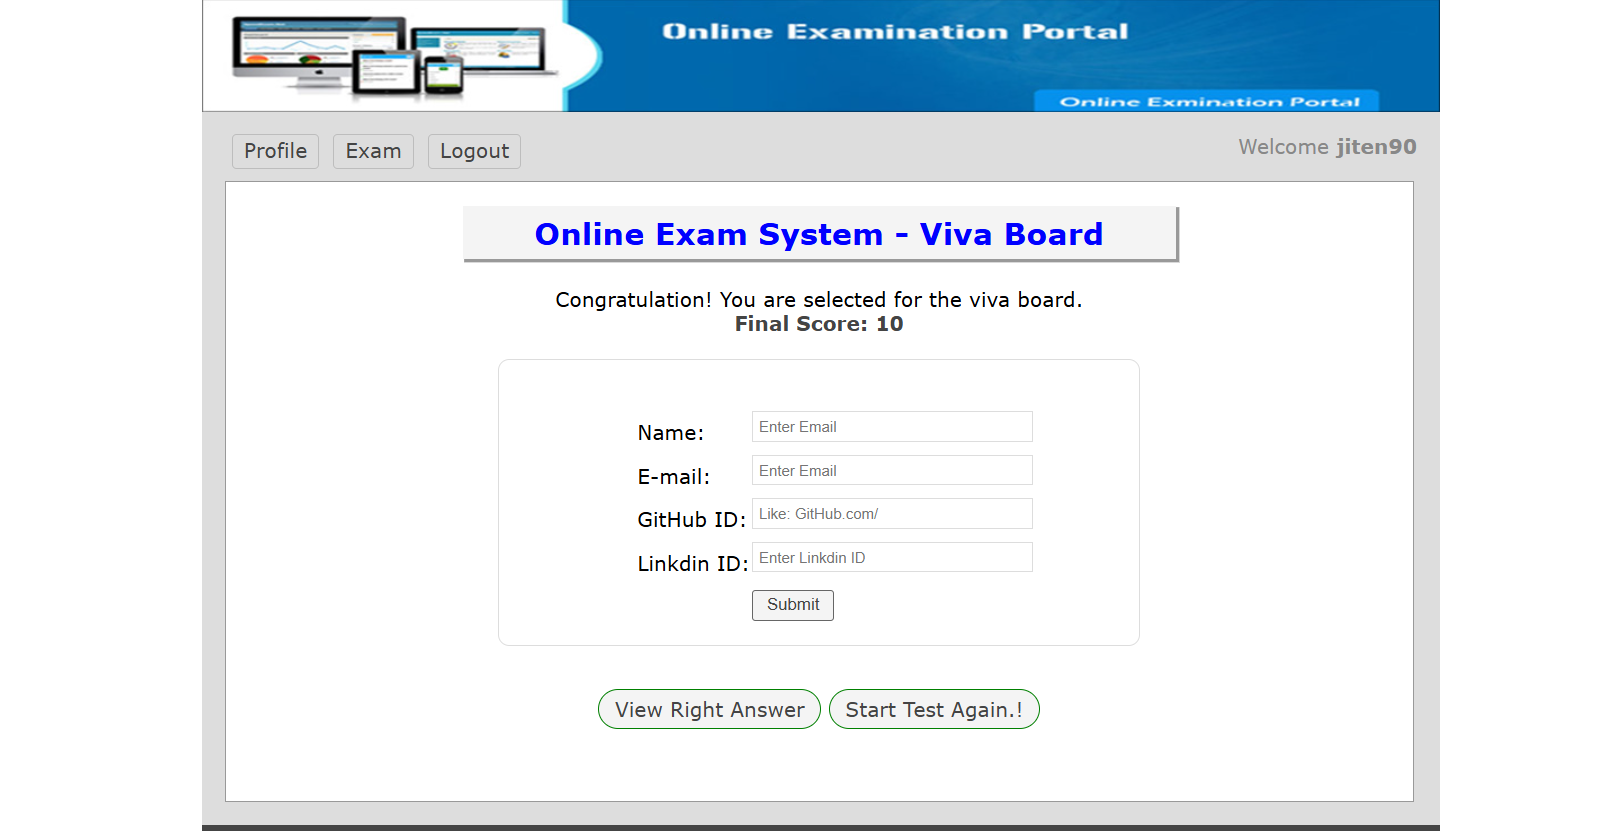 Online Examination Portal
Online Exmination Portal
Profile Exam Logout Welcome jiten90
Online Exam System - Viva Board
Congratulation! You are selected for the viva board.
Final Score: 10
Name: Enter Email
E-mail: Enter Email
GitHub ID: Like: GitHub.com/
Linkdin ID: Enter Linkdin ID
Submit
View Right Answer Start Test Again.!